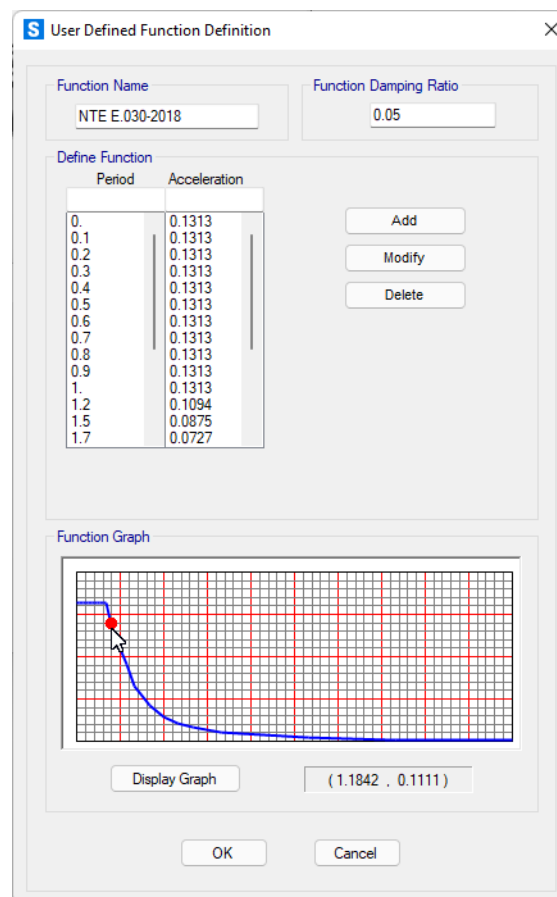 S User Defined Function Definition
Function Name
Function Damping Ratio
NTE E.030-2018
0.05
Define Function
Period Acceleration
0. 0.1313
0.1 0.1313
0.2 0.1313
0.3 0.1313
0.4 0.1313
0.5 0.1313
0.6 0.1313
0.7 0.1313
0.8 0.1313
0.9 0.1313
1. 0.1313
1.2 0.1094
1.5 0.0875
1.7 0.0727
Add
Modify
Delete
Function Graph
Display Graph
( 1.1842 , 0.1111 )
OK
Cancel